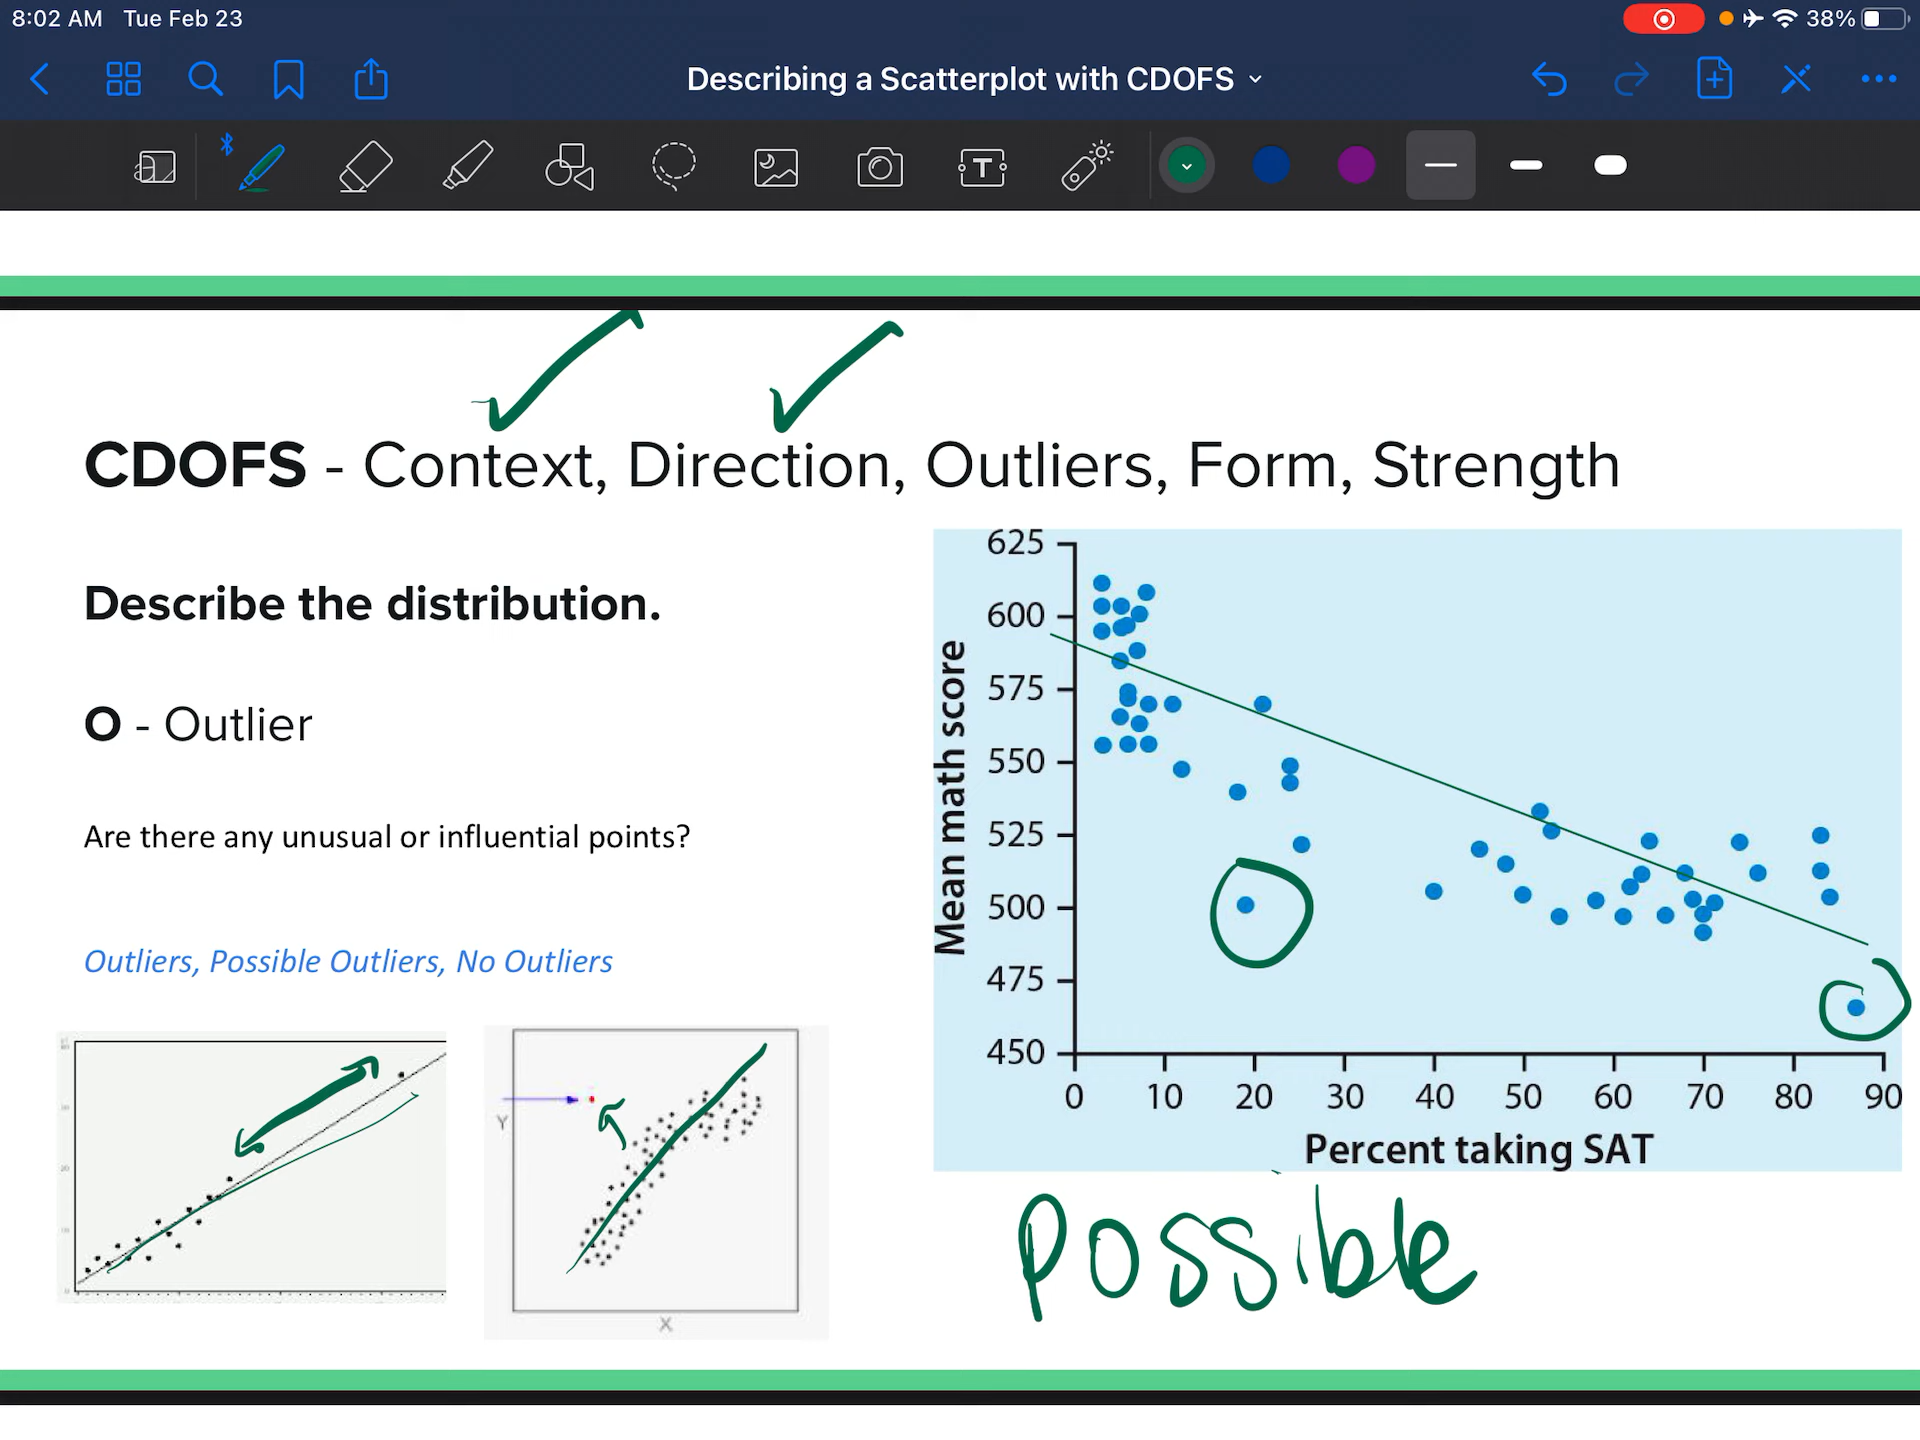 8:02 AM Tue Feb 23
38%
Describing a Scatterplot with CDOFS
T
CDOFS - Context, Direction, Outliers, Form, Strength
Describe the distribution.
O - Outlier
Are there any unusual or influential points?
Outliers, Possible Outliers, No Outliers
Y
X
Mean math score
625
600
575
550
525
500
475
450
0 10 20 30 40 50 60 70 80 90
Percent taking SAT
Possible